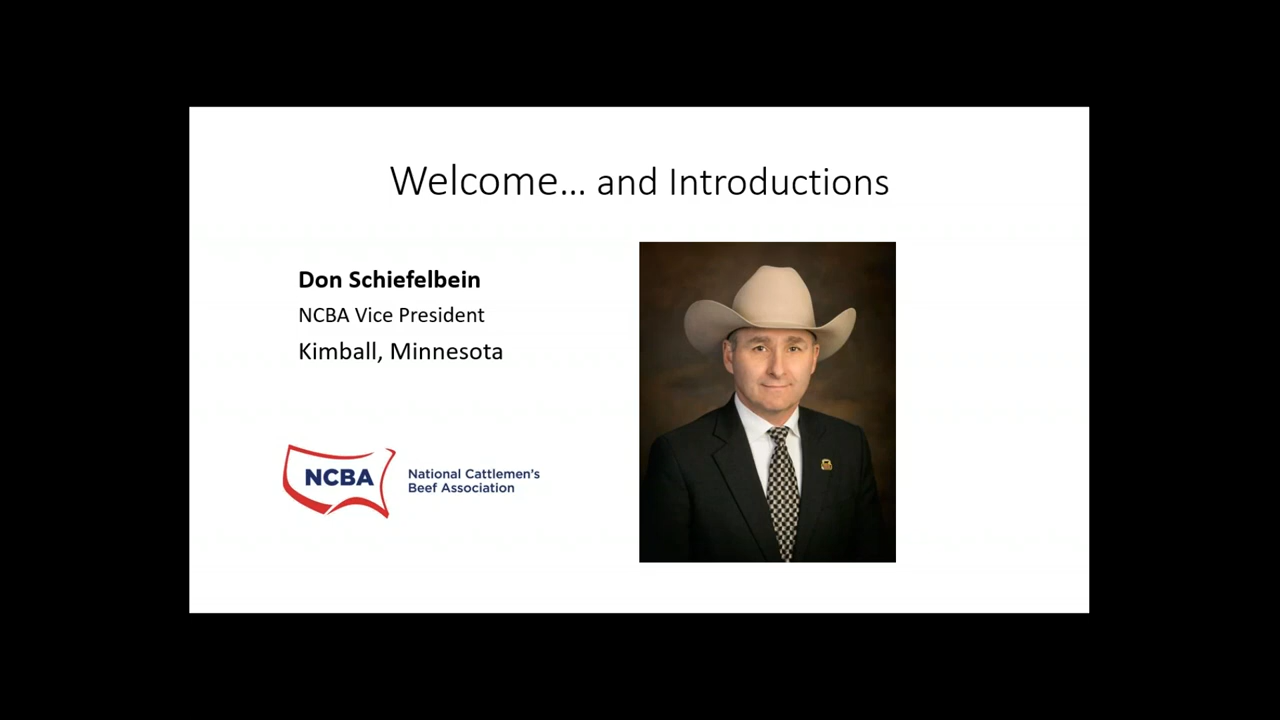 Welcome… and Introductions
Don Schiefelbein
NCBA Vice President
Kimball, Minnesota
NCBA
National Cattlemen's
Beef Association